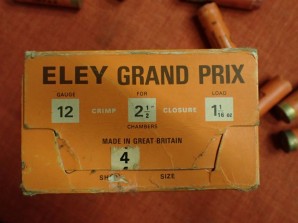 ELEY GRAND PRIX
GAUGE FOR LOAD
12 CRIMP 2½" CLOSURE 1 1/16 oz
CHAMBERS
MADE IN GREAT-BRITAIN
4
SHOT SIZE